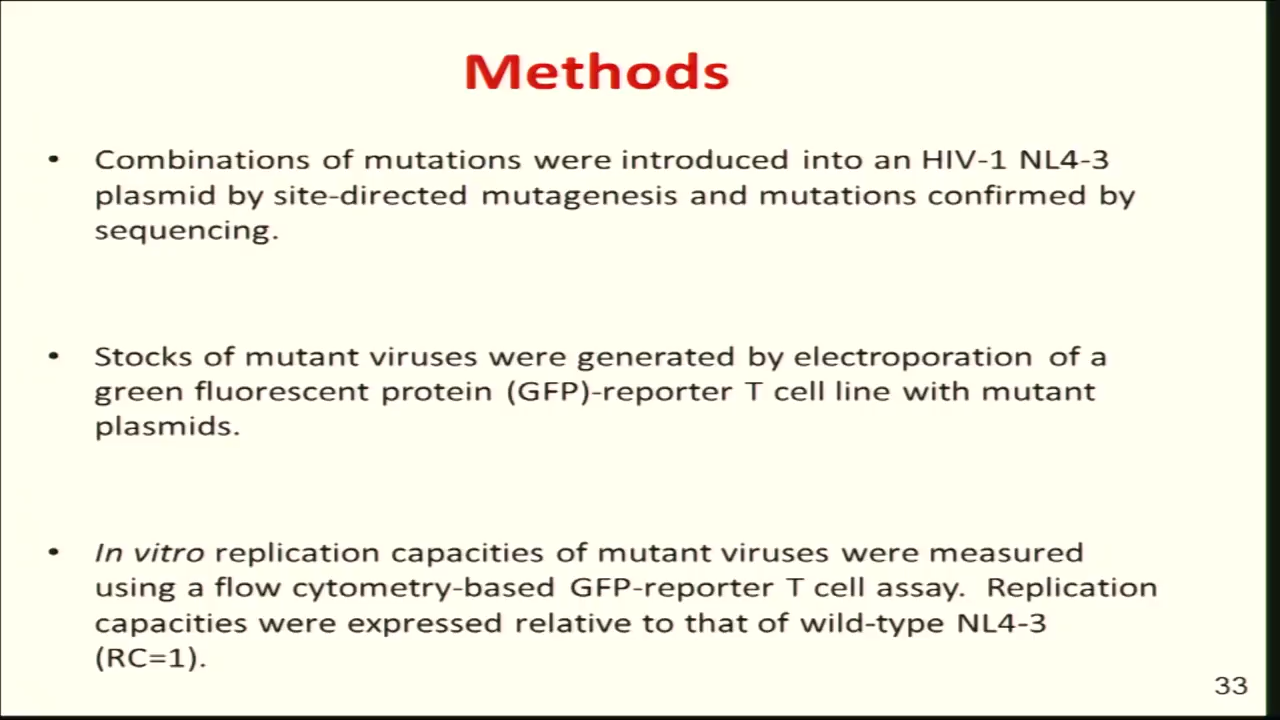 Methods
• Combinations of mutations were introduced into an HIV-1 NL4-3
plasmid by site-directed mutagenesis and mutations confirmed by
sequencing.
• Stocks of mutant viruses were generated by electroporation of a
green fluorescent protein (GFP)-reporter T cell line with mutant
plasmids.
• In vitro replication capacities of mutant viruses were measured
using a flow cytometry-based GFP-reporter T cell assay. Replication
capacities were expressed relative to that of wild-type NL4-3
(RC=1).
33